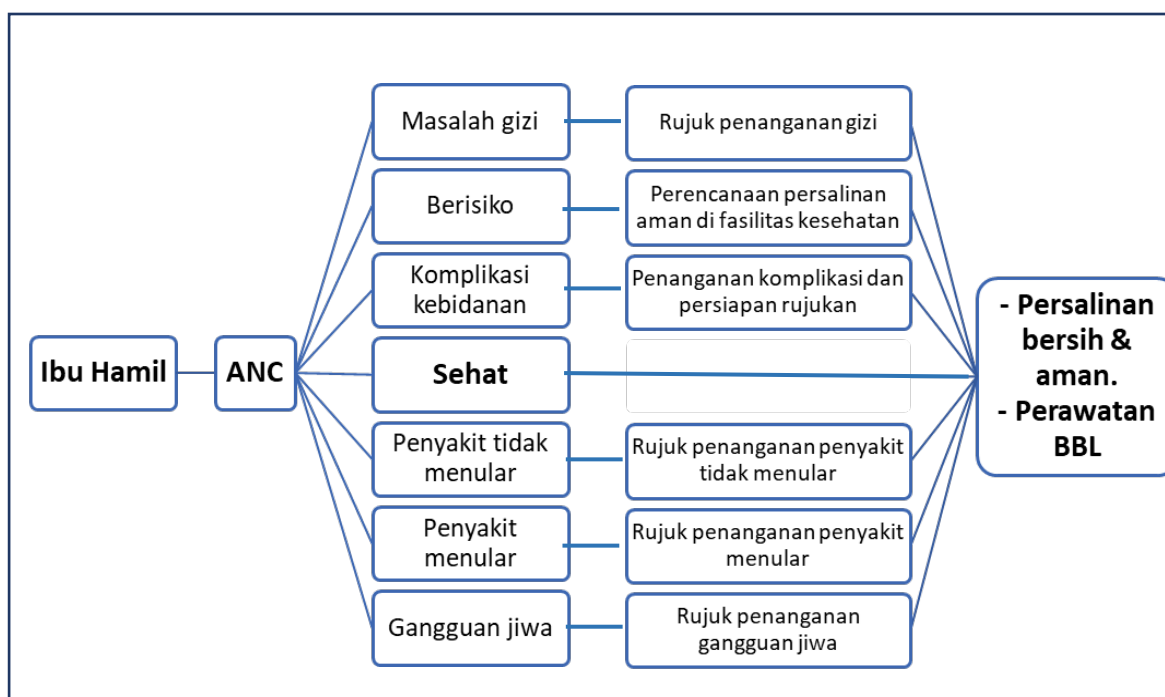 Ibu Hamil
ANC
Masalah gizi
Rujuk penanganan gizi
Berisiko
Perencanaan persalinan
aman di fasilitas kesehatan
Komplikasi
kebidanan
Penanganan komplikasi dan
persiapan rujukan
Sehat
Penyakit tidak
menular
Rujuk penanganan penyakit
tidak menular
Penyakit
menular
Rujuk penanganan penyakit
menular
Gangguan jiwa
Rujuk penanganan
gangguan jiwa
- Persalinan
bersih &
aman.
- Perawatan
BBL